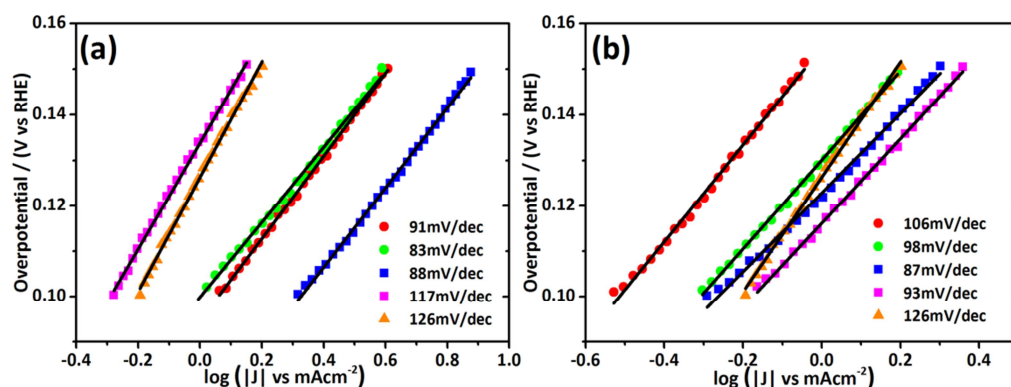 (a)
Overpotential / (V vs RHE)
0.16
0.14
0.12
0.10
91mV/dec
83mV/dec
88mV/dec
117mV/dec
126mV/dec
-0.4 -0.2 0.0 0.2 0.4 0.6 0.8 1.0
log (|J| vs mAcm⁻²)
(b)
Overpotential / (V vs RHE)
0.16
0.14
0.12
0.10
106mV/dec
98mV/dec
87mV/dec
93mV/dec
126mV/dec
-0.6 -0.4 -0.2 0.0 0.2 0.4
log (|J| vs mAcm⁻²)